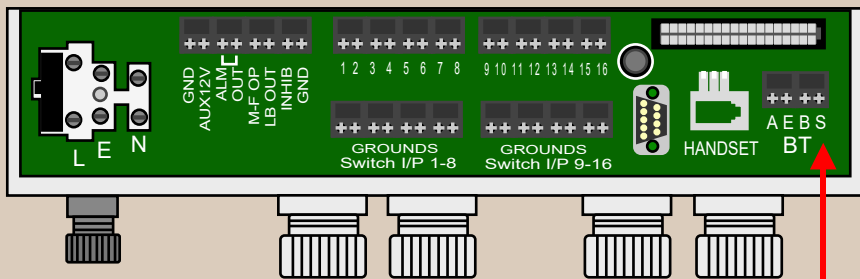 GND
AUX12V
ALM
OUT
M-F OP
LB OUT
INHIB
GND
1 2 3 4 5 6 7 8
9 10 11 12 13 14 15 16
L E N
GROUNDS
Switch I/P 1-8
GROUNDS
Switch I/P 9-16
HANDSET
A E B S
BT